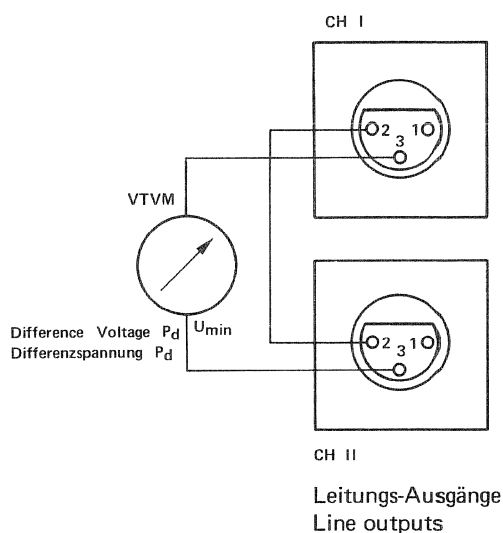 CH I
2 1
3
VTVM
Difference Voltage Pd Umin
Differenzspannung Pd
2 1
3
CH II
Leitungs-Ausgänge
Line outputs